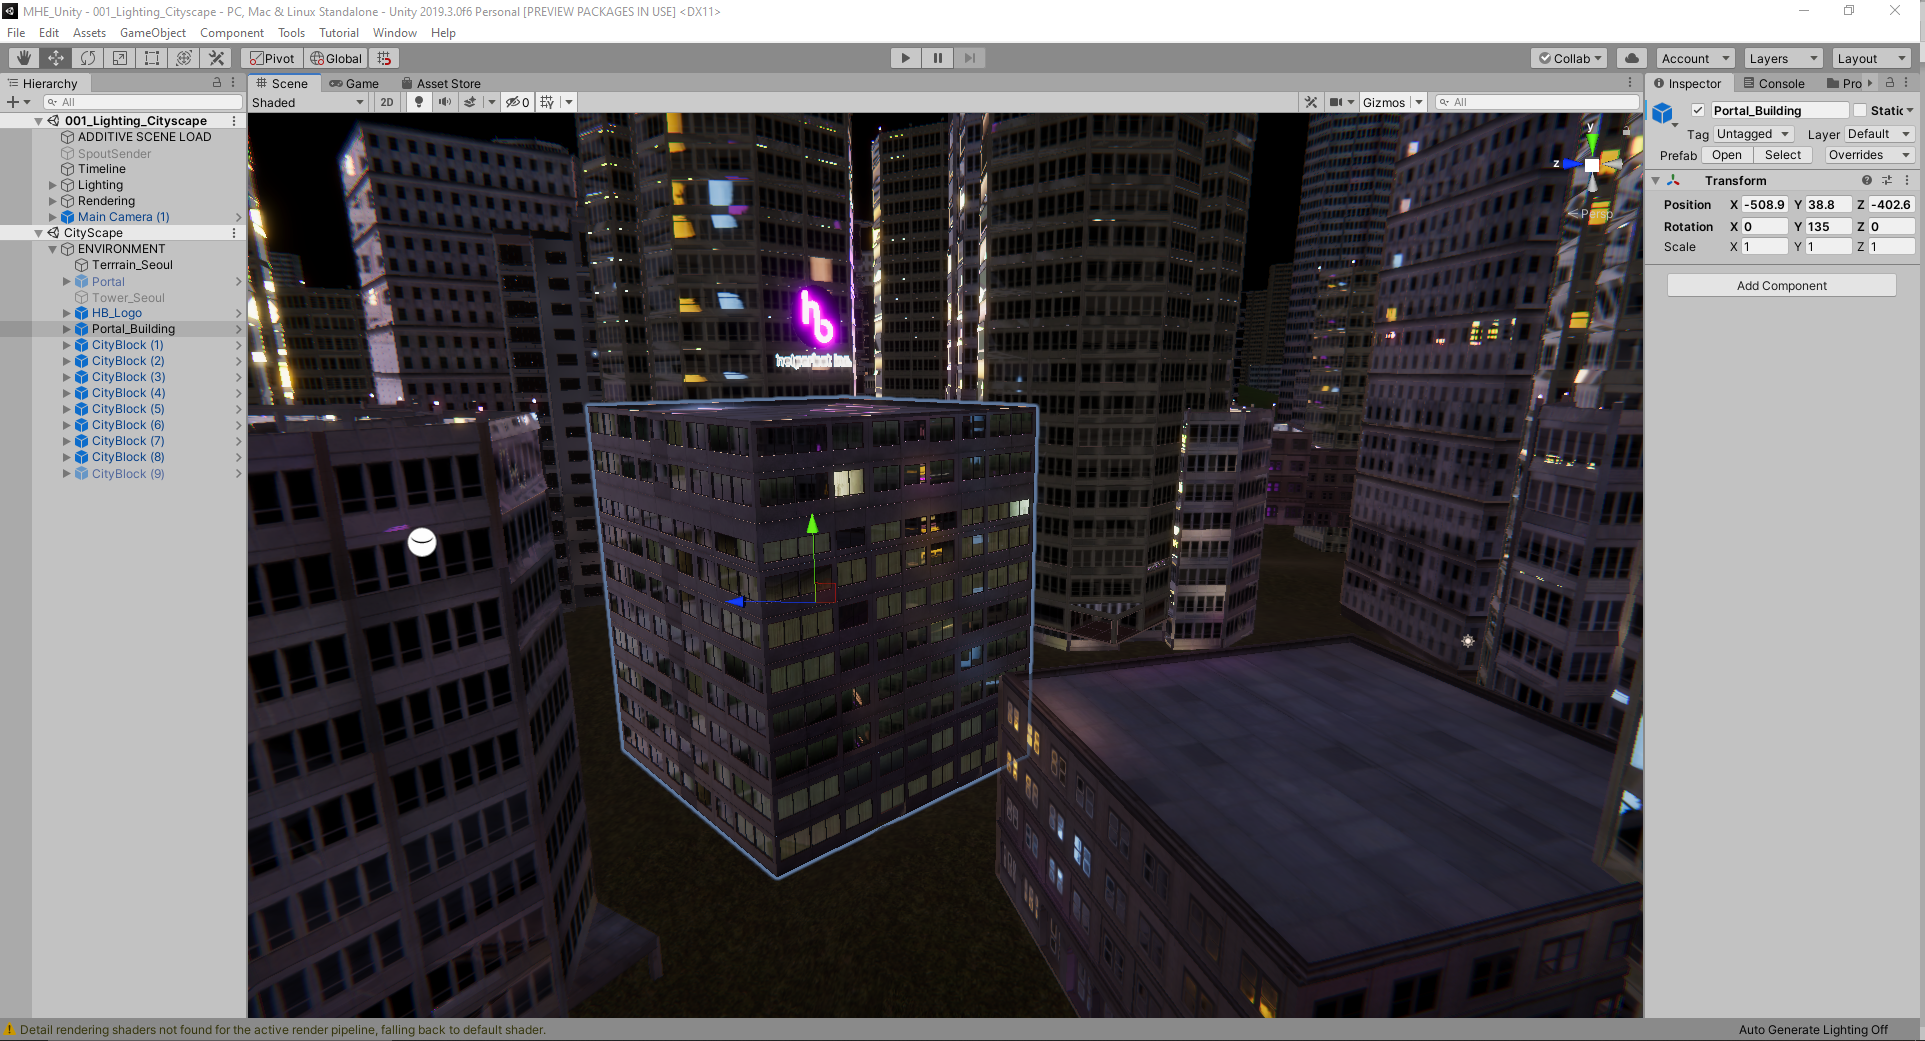 MHE_Unity - 001_Lighting_Cityscape - PC, Mac & Linux Standalone - Unity 2019.3.0f6 Personal [PREVIEW PACKAGES IN USE] <DX11>
File Edit Assets GameObject Component Tools Tutorial Window Help
Pivot Global Collab Account Layers Layout
Hierarchy Scene Game Asset Store Inspector Console Pro
All Shaded 2D 0 Gizmos All
001_Lighting_Cityscape
ADDITIVE SCENE LOAD
SpoutSender
Timeline
Lighting
Rendering
Main Camera (1)
CityScape
ENVIRONMENT
Terrrain_Seoul
Portal
Tower_Seoul
HB_Logo
Portal_Building
CityBlock (1)
CityBlock (2)
CityBlock (3)
CityBlock (4)
CityBlock (5)
CityBlock (6)
CityBlock (7)
CityBlock (8)
CityBlock (9)
y
z
Persp
hb
Portal_Building Static
Tag Untagged Layer Default
Prefab Open Select Overrides
Transform
Position X -508.9 Y 38.8 Z -402.6
Rotation X 0 Y 135 Z 0
Scale X 1 Y 1 Z 1
Add Component
Detail rendering shaders not found for the active render pipeline, falling back to default shader.
Auto Generate Lighting Off